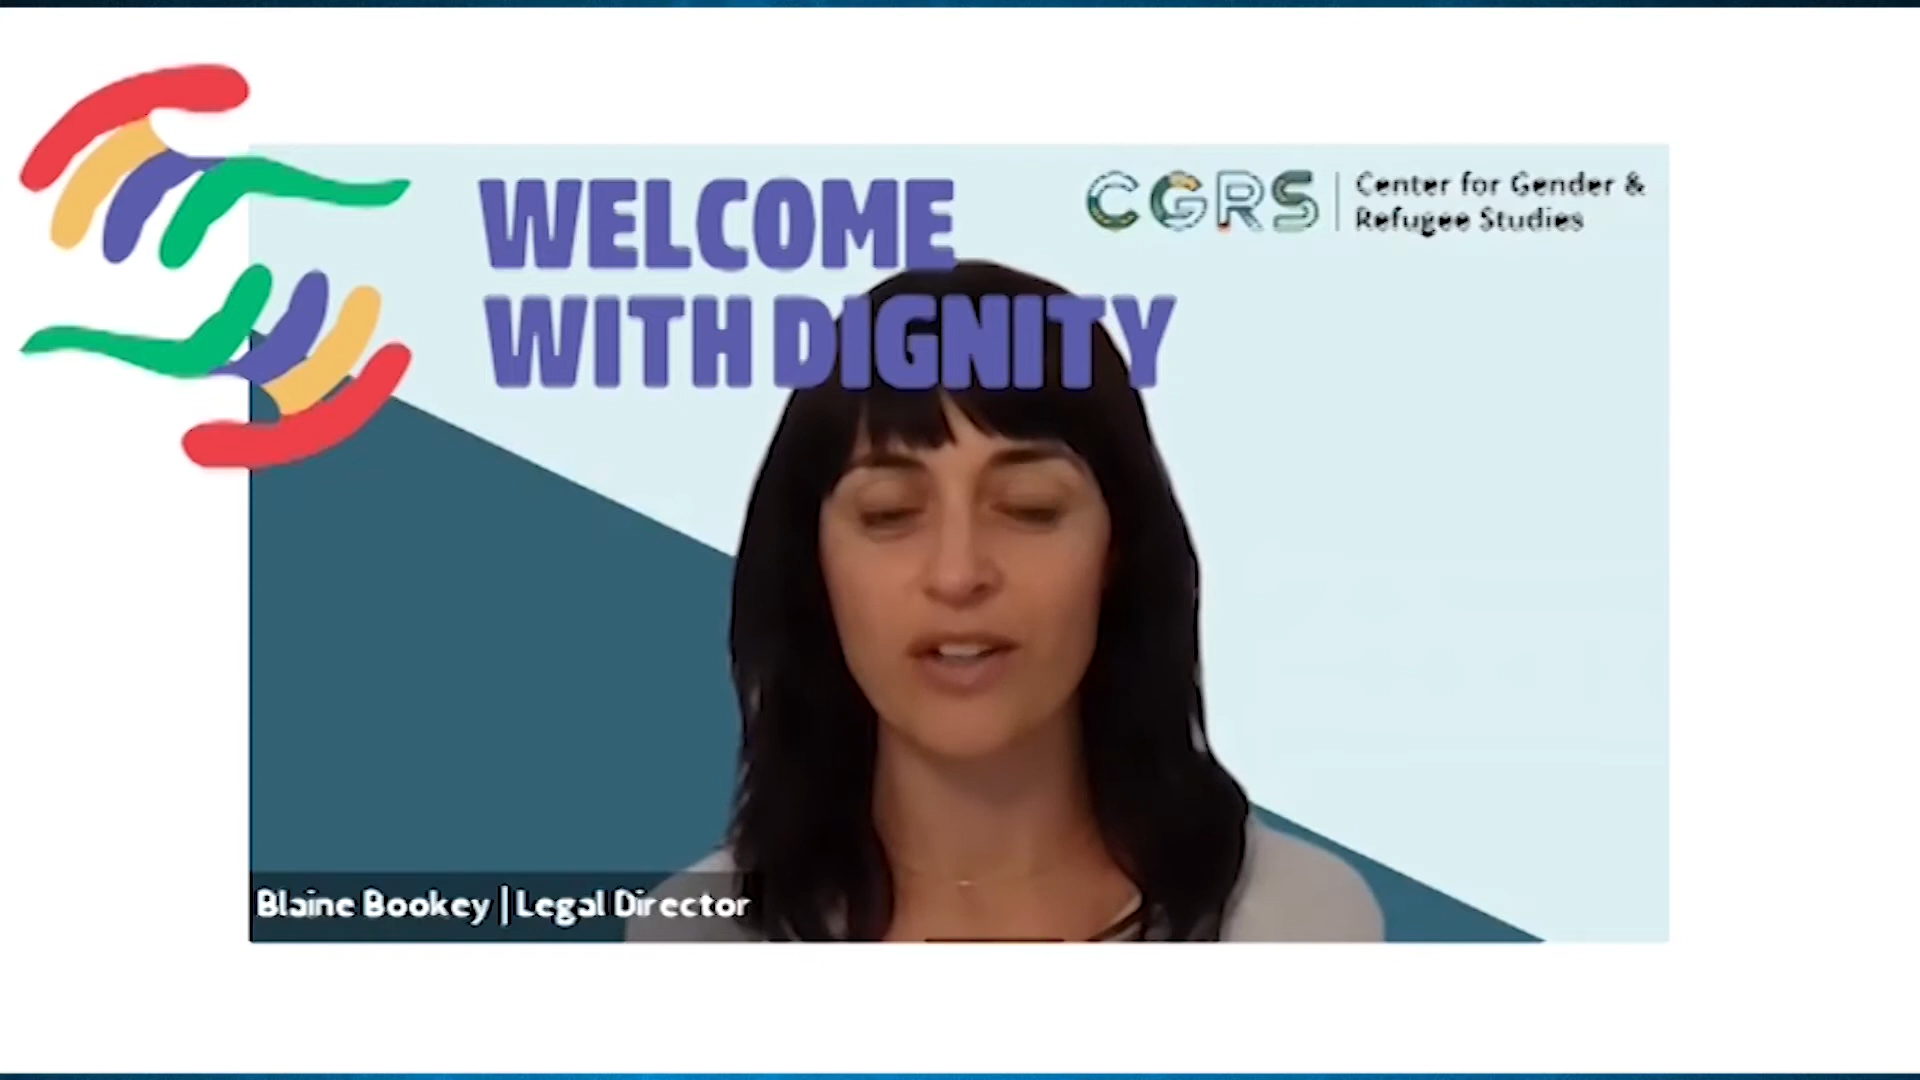 WELCOME
WITH DIGNITY
CGRS
Center for Gender &
Refugee Studies
Blaine Bookey | Legal Director